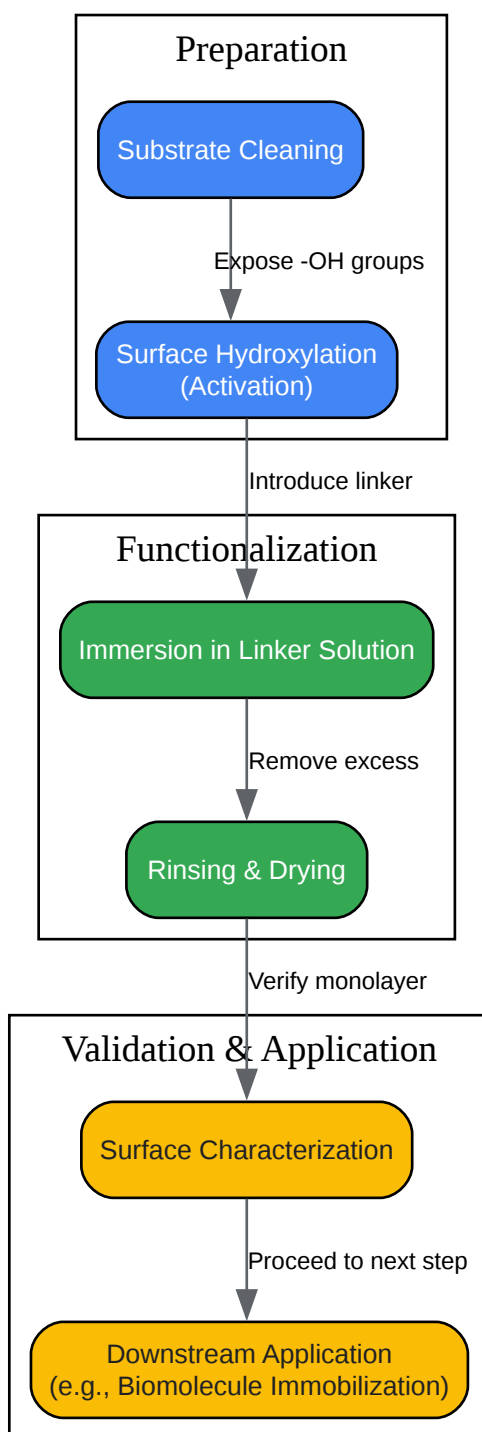 Preparation
Substrate Cleaning
Expose -OH groups
Surface Hydroxylation
(Activation)
Introduce linker
Functionalization
Immersion in Linker Solution
Remove excess
Rinsing & Drying
Verify monolayer
Validation & Application
Surface Characterization
Proceed to next step
Downstream Application
(e.g., Biomolecule Immobilization)